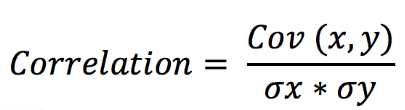 Correlation = Cov (x, y) / σx * σy